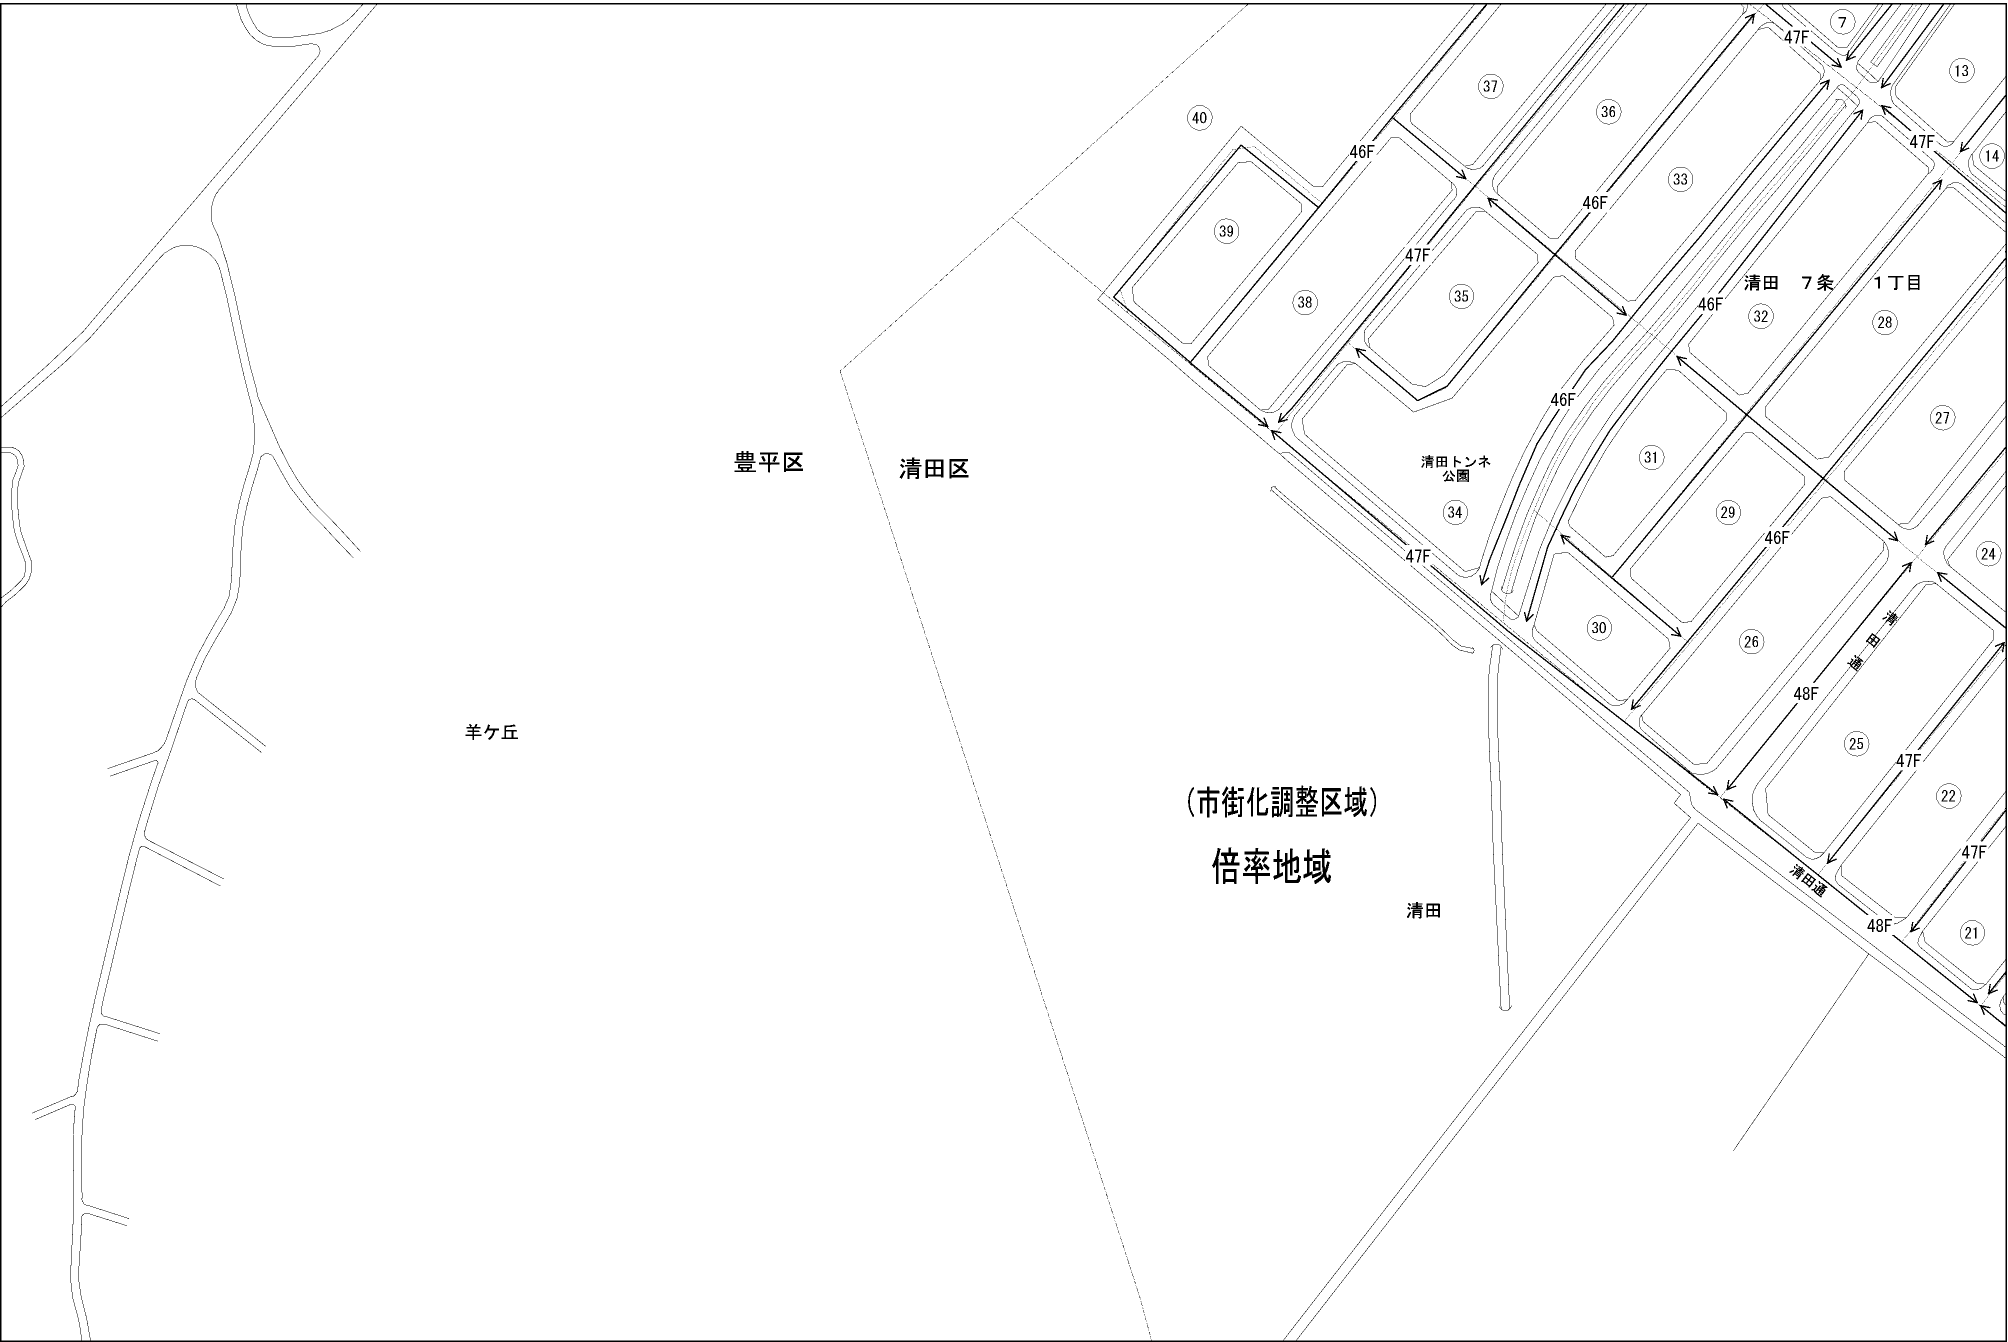 7
47F
13
37
40
36
47F
46F
14
33
46F
39
47F
清田　７条　１丁目
35
38
46F
32
28
46F
27
31
豊平区
清田区
清田トンネ
公園
34
29
46F
24
47F
清田通
30
26
48F
羊ケ丘
25
47F
22
（市街化調整区域）
47F
倍率地域
清田通
清田
48F
21